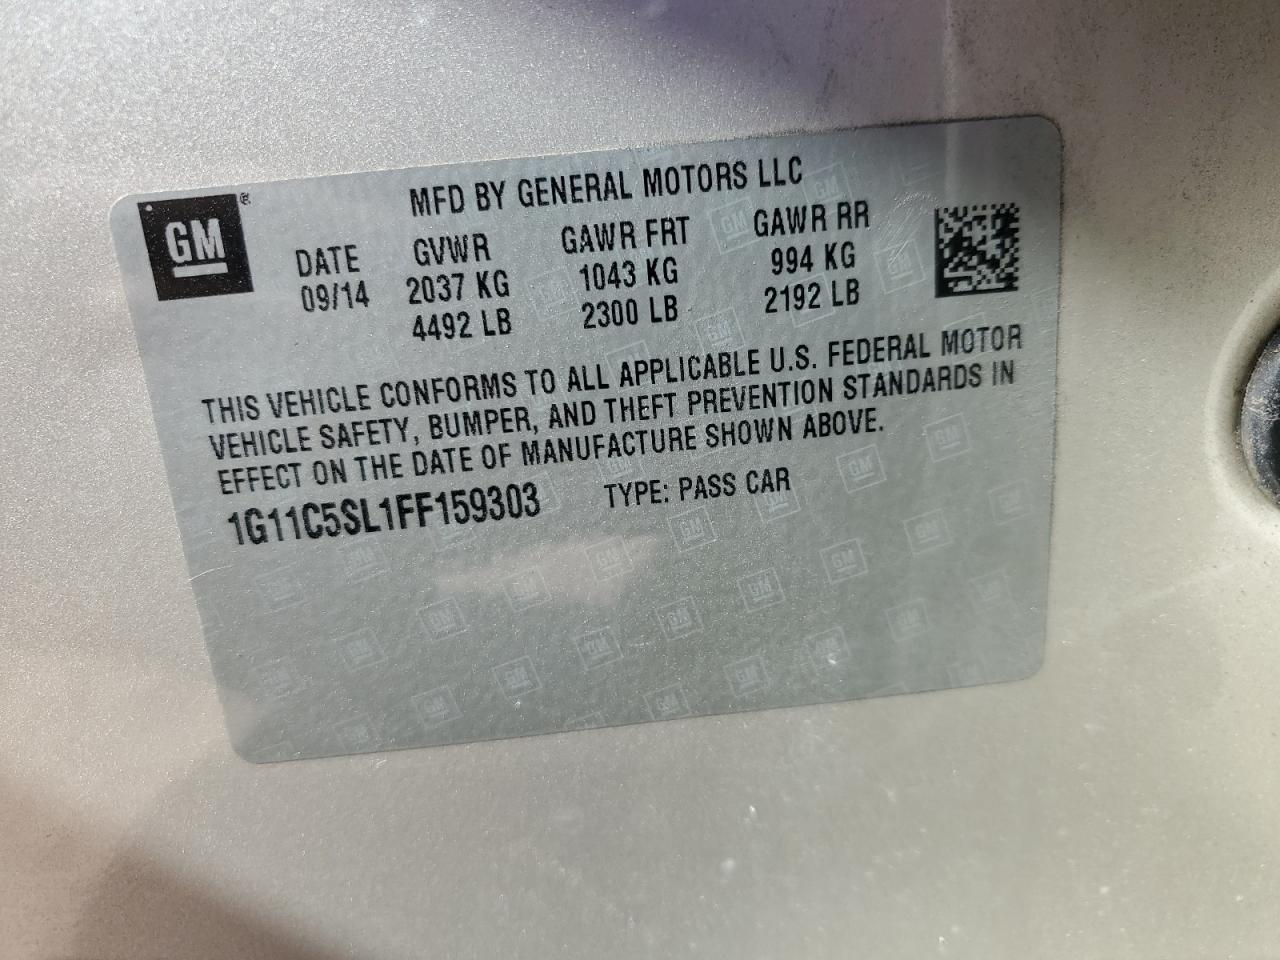 MFD BY GENERAL MOTORS LLC
GM®
DATE GVWR GAWR FRT GAWR RR
09/14 2037 KG 1043 KG 994 KG
4492 LB 2300 LB 2192 LB
THIS VEHICLE CONFORMS TO ALL APPLICABLE U.S. FEDERAL MOTOR
VEHICLE SAFETY, BUMPER, AND THEFT PREVENTION STANDARDS IN
EFFECT ON THE DATE OF MANUFACTURE SHOWN ABOVE.
1G11C5SL1FF159303 TYPE: PASS CAR